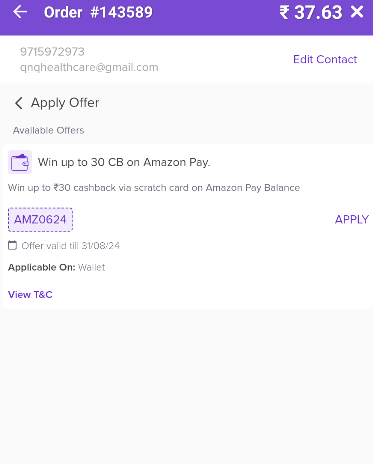 Order #143589 ₹ 37.63
9715972973
Edit Contact
qnqhealthcare@gmail.com
Apply Offer
Available Offers
Win up to 30 CB on Amazon Pay.
Win up to ₹30 cashback via scratch card on Amazon Pay Balance
AMZ0624 APPLY
Offer valid till 31/08/24
Applicable On: Wallet
View T&C